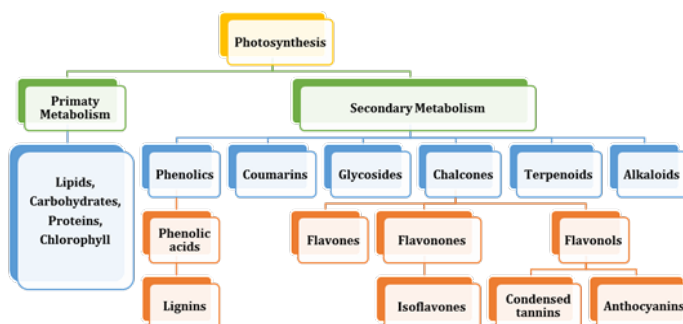 Photosynthesis
Primaty
Metabolism
Secondary Metabolism
Lipids,
Carbohydrates,
Proteins,
Chlorophyll
Phenolics
Coumarins
Glycosides
Chalcones
Terpenoids
Alkaloids
Phenolic
acids
Flavones
Flavonones
Flavonols
Lignins
Isoflavones
Condensed
tannins
Anthocyanins